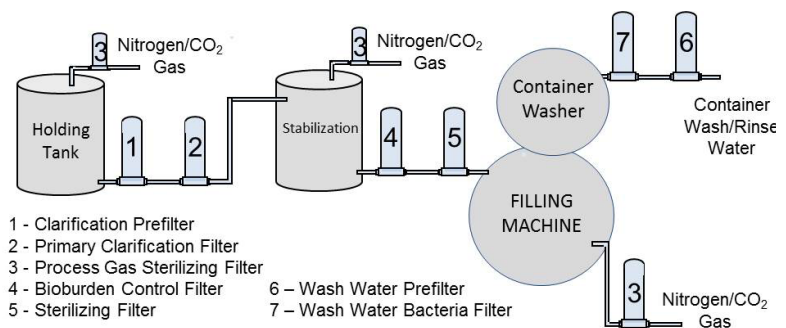 3
Nitrogen/CO₂
Gas
3
Nitrogen/CO₂
Gas
7
6
Holding
Tank
1
2
Stabilization
4
5
Container
Washer
Container
Wash/Rinse
Water
FILLING
MACHINE
1 - Clarification Prefilter
2 - Primary Clarification Filter
3 - Process Gas Sterilizing Filter
4 - Bioburden Control Filter
5 - Sterilizing Filter
6 – Wash Water Prefilter
7 – Wash Water Bacteria Filter
3
Nitrogen/CO₂
Gas